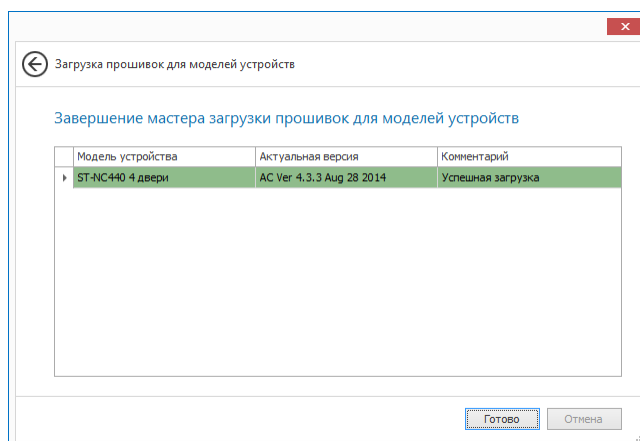 Загрузка прошивок для моделей устройств
Завершение мастера загрузки прошивок для моделей устройств
Модель устройства Актуальная версия Комментарий
ST-NC440 4 двери AC Ver 4.3.3 Aug 28 2014 Успешная загрузка
Готово Отмена